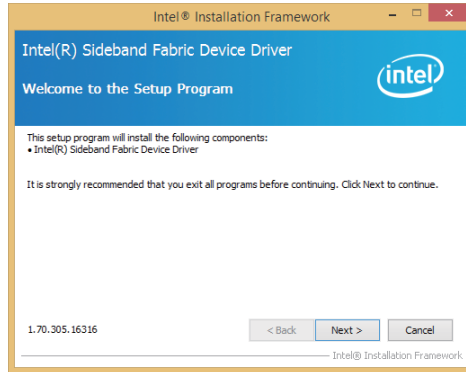 Intel® Installation Framework
Intel(R) Sideband Fabric Device Driver
Welcome to the Setup Program
intel
This setup program will install the following components:
• Intel(R) Sideband Fabric Device Driver
It is strongly recommended that you exit all programs before continuing. Click Next to continue.
1.70.305.16316
< Back Next > Cancel
Intel® Installation Framework